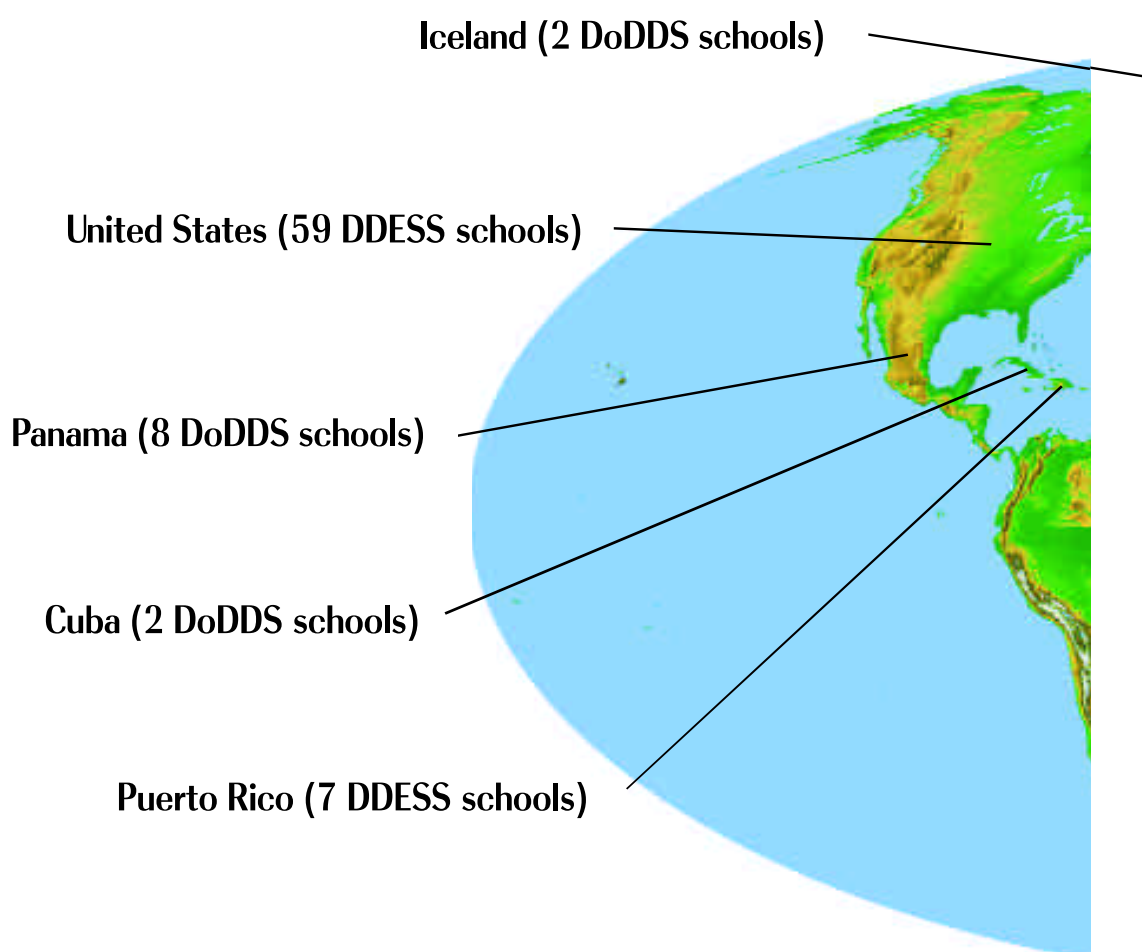 Iceland (2 DoDDS schools)
United States (59 DDESS schools)
Panama (8 DoDDS schools)
Cuba (2 DoDDS schools)
Puerto Rico (7 DDESS schools)